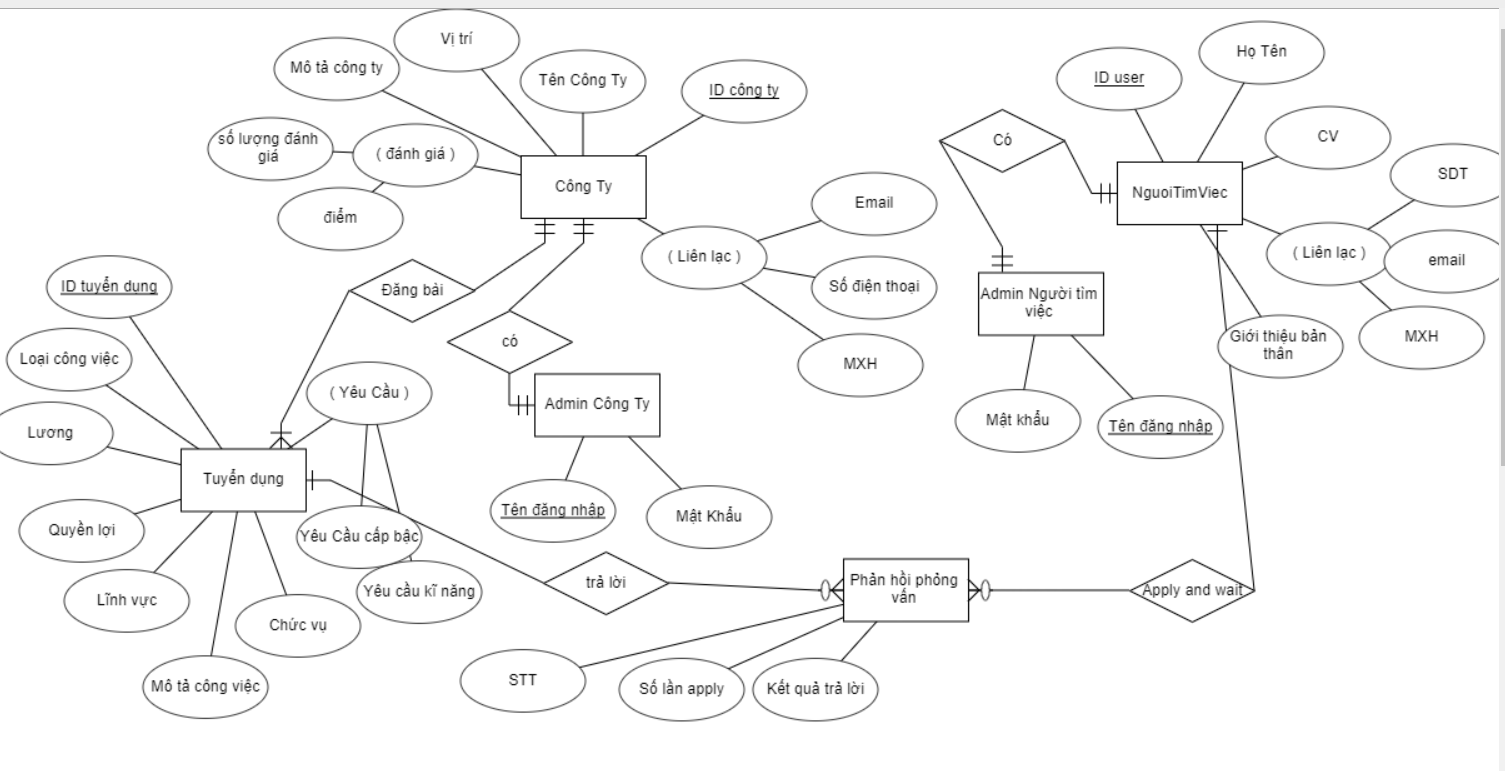 Vị trí
Mô tả công ty
Tên Công Ty
ID công ty
số lượng đánh
giá
( đánh giá )
điểm
Công Ty
Email
( Liên lạc )
Số điện thoại
MXH
Họ Tên
ID user
CV
Có
NguoiTimViec
SDT
( Liên lạc )
email
MXH
Giới thiệu bản
thân
Admin Người tìm
việc
Mật khẩu
Tên đăng nhập
Đăng bài
có
Admin Công Ty
Tên đăng nhập
Mật Khẩu
ID tuyển dung
Loại công việc
( Yêu Cầu )
Lương
Tuyển dụng
Quyền lợi
Yêu Cầu cấp bậc
Yêu cầu kĩ năng
Lĩnh vực
Chức vụ
Mô tả công việc
trả lời
Phản hồi phỏng
vấn
Apply and wait
STT
Số lần apply
Kết quả trả lời